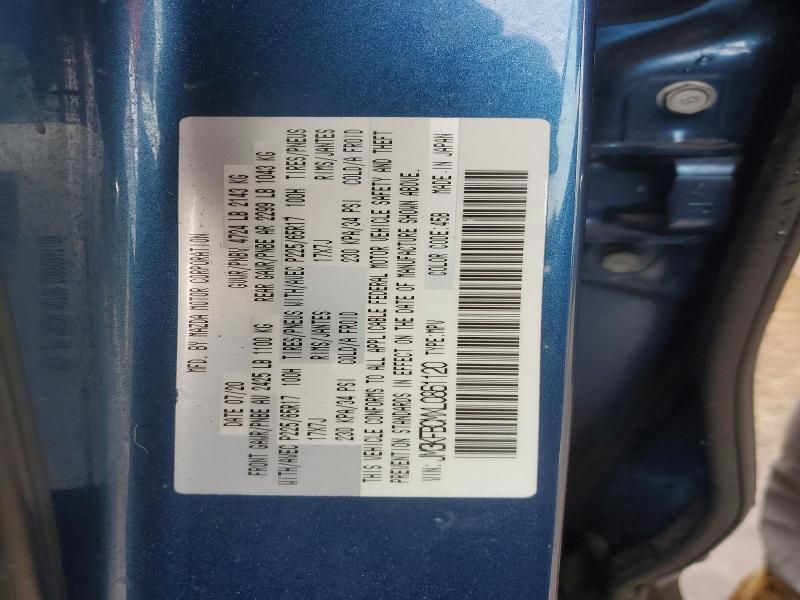 MFD. BY MAZDA MOTOR CORPORATION
DATE 07/20 GVWR/PNBV 4724 LB 2143 KG
FRONT GAWR/PNBE AV 2425 LB 1100 KG REAR GAWR/PNBE AR 2299 LB 1043 KG
WITH/AVEC P225/65R17 100H TIRES/PNEUS WITH/AVEC P225/65R17 100H TIRES/PNEUS
17X7J RIMS/JANTES 17X7J RIMS/JANTES
230 KPA/34 PSI COLD/A FROID 230 KPA/34 PSI COLD/A FROID
THIS VEHICLE CONFORMS TO ALL APPLICABLE FEDERAL MOTOR VEHICLE SAFETY AND THEFT
PREVENTION STANDARDS IN EFFECT ON THE DATE OF MANUFACTURE SHOWN ABOVE.
VIN: TYPE:MPV COLOR CODE:45B MADE IN JAPAN
8